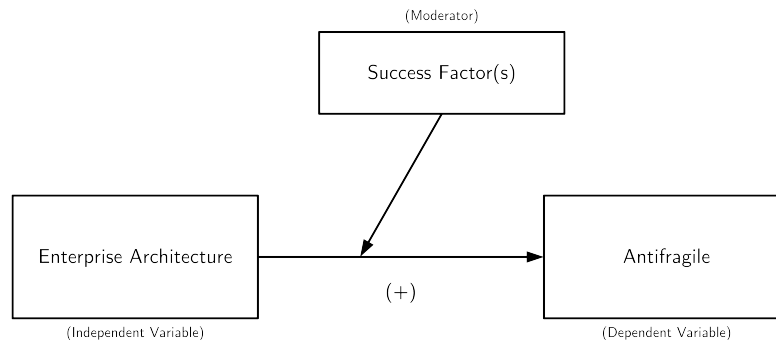 (Moderator)
Success Factor(s)
Enterprise Architecture
Antifragile
(+)
(Independent Variable)
(Dependent Variable)